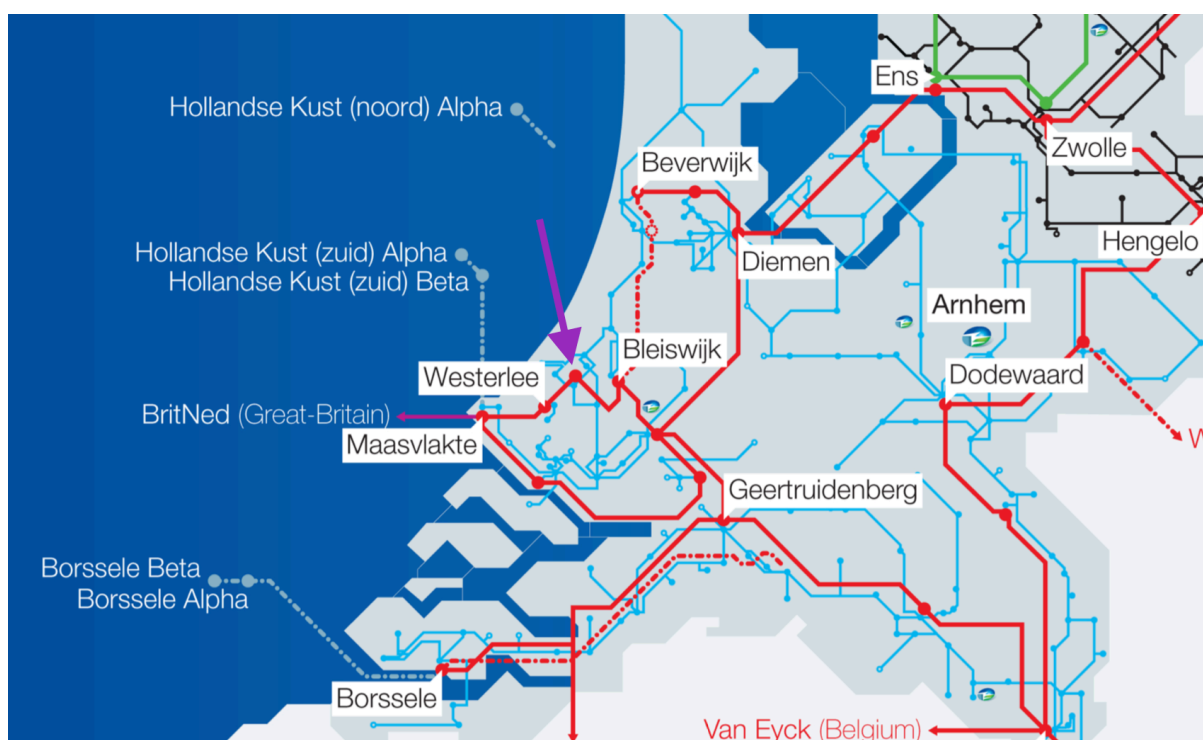 Ens
Hollandse Kust (noord) Alpha
Zwolle
Beverwijk
Hengelo
Hollandse Kust (zuid) Alpha
Hollandse Kust (zuid) Beta
Diemen
Arnhem
Bleiswijk
Westerlee
Dodewaard
BritNed (Great-Britain)
Maasvlakte
W
Geertruidenberg
Borssele Beta
Borssele Alpha
Borssele
Van Eyck (Belgium)